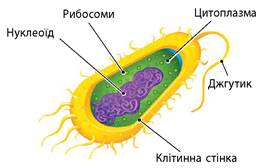 Рибосоми
Цитоплазма
Нуклеоїд
Джгутик
Клітинна стінка